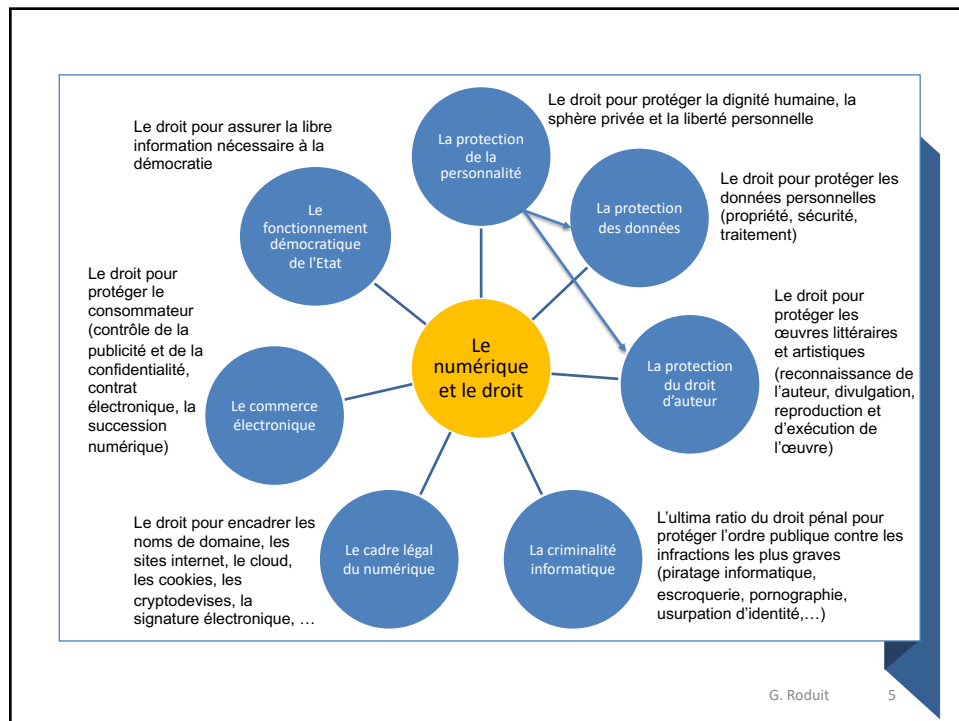 Le droit pour protéger la dignité humaine, la
sphère privée et la liberté personnelle
La protection
de la
personnalité
Le droit pour assurer la libre
information nécessaire à la
démocratie
Le
fonctionnement
démocratique
de l'Etat
La protection
des données
Le droit pour protéger les
données personnelles
(propriété, sécurité,
traitement)
Le droit pour
protéger le
consommateur
(contrôle de la
publicité et de la
confidentialité,
contrat
électronique, la
succession
numérique)
Le commerce
électronique
Le
numérique
et le droit
La protection
du droit
d’auteur
Le droit pour
protéger les
œuvres littéraires
et artistiques
(reconnaissance de
l’auteur, divulgation,
reproduction et
d’exécution de
l’œuvre)
Le droit pour encadrer les
noms de domaine, les
sites internet, le cloud,
les cookies, les
cryptodevises, la
signature électronique, …
Le cadre légal
du numérique
La criminalité
informatique
L’ultima ratio du droit pénal pour
protéger l’ordre publique contre les
infractions les plus graves
(piratage informatique,
escroquerie, pornographie,
usurpation d’identité,…)
G. Roduit 5